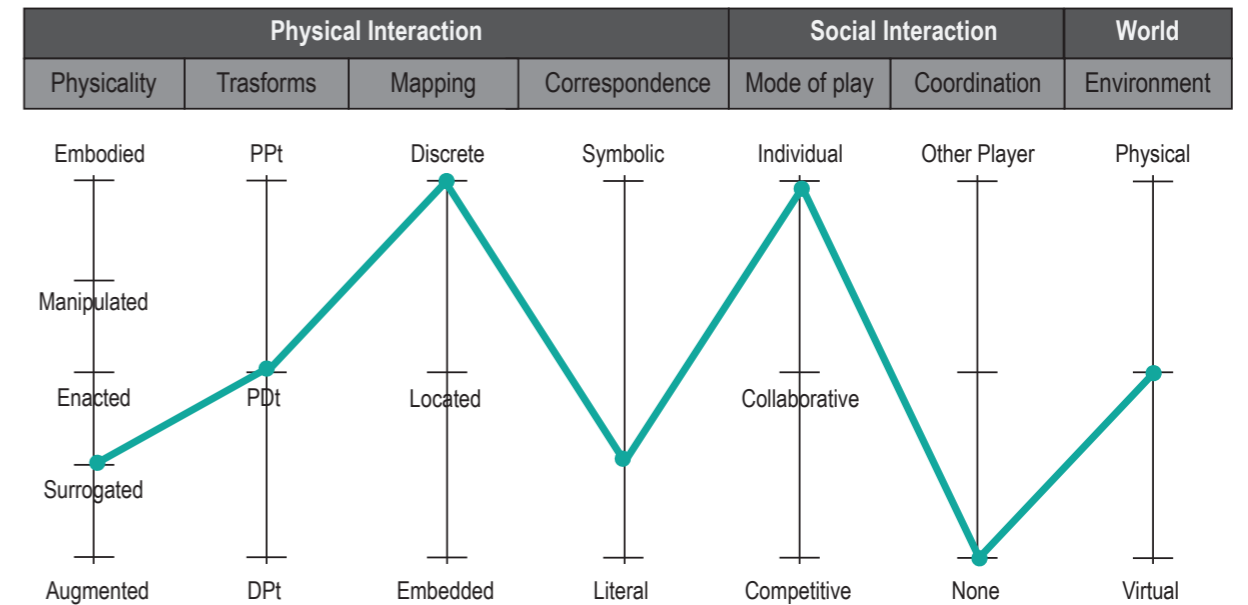 Physical Interaction Social Interaction World
Physicality Trasforms Mapping Correspondence Mode of play Coordination Environment
Embodied PPt Discrete Symbolic Individual Other Player Physical
Manipulated
Enacted PDt Located Collaborative
Surrogated
Augmented DPt Embedded Literal Competitive None Virtual